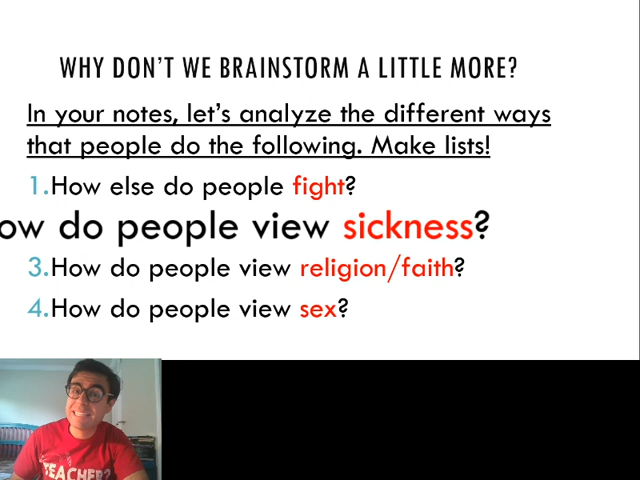 WHY DON'T WE BRAINSTORM A LITTLE MORE?
In your notes, let's analyze the different ways
that people do the following. Make lists!
1.How else do people fight?
ow do people view sickness?
3.How do people view religion/faith?
4.How do people view sex?
TEACHER?